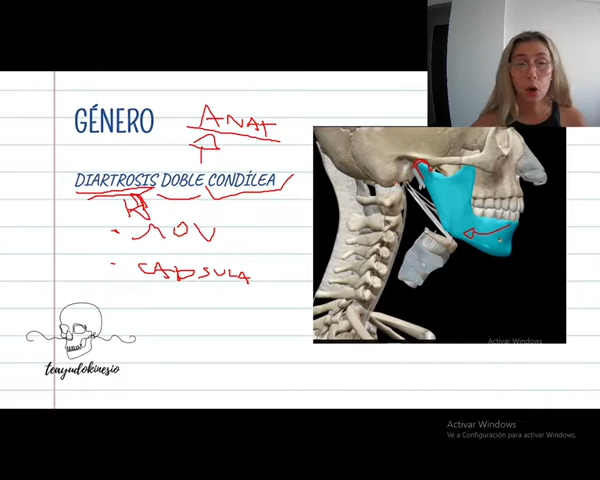 GÉNERO
ANAT
DIARTROSIS DOBLE CONDÍLEA
MOV
CAPSULA
teayudokinesio
Activar Windows
Activar Windows
Ve a Configuración para activar Windows.